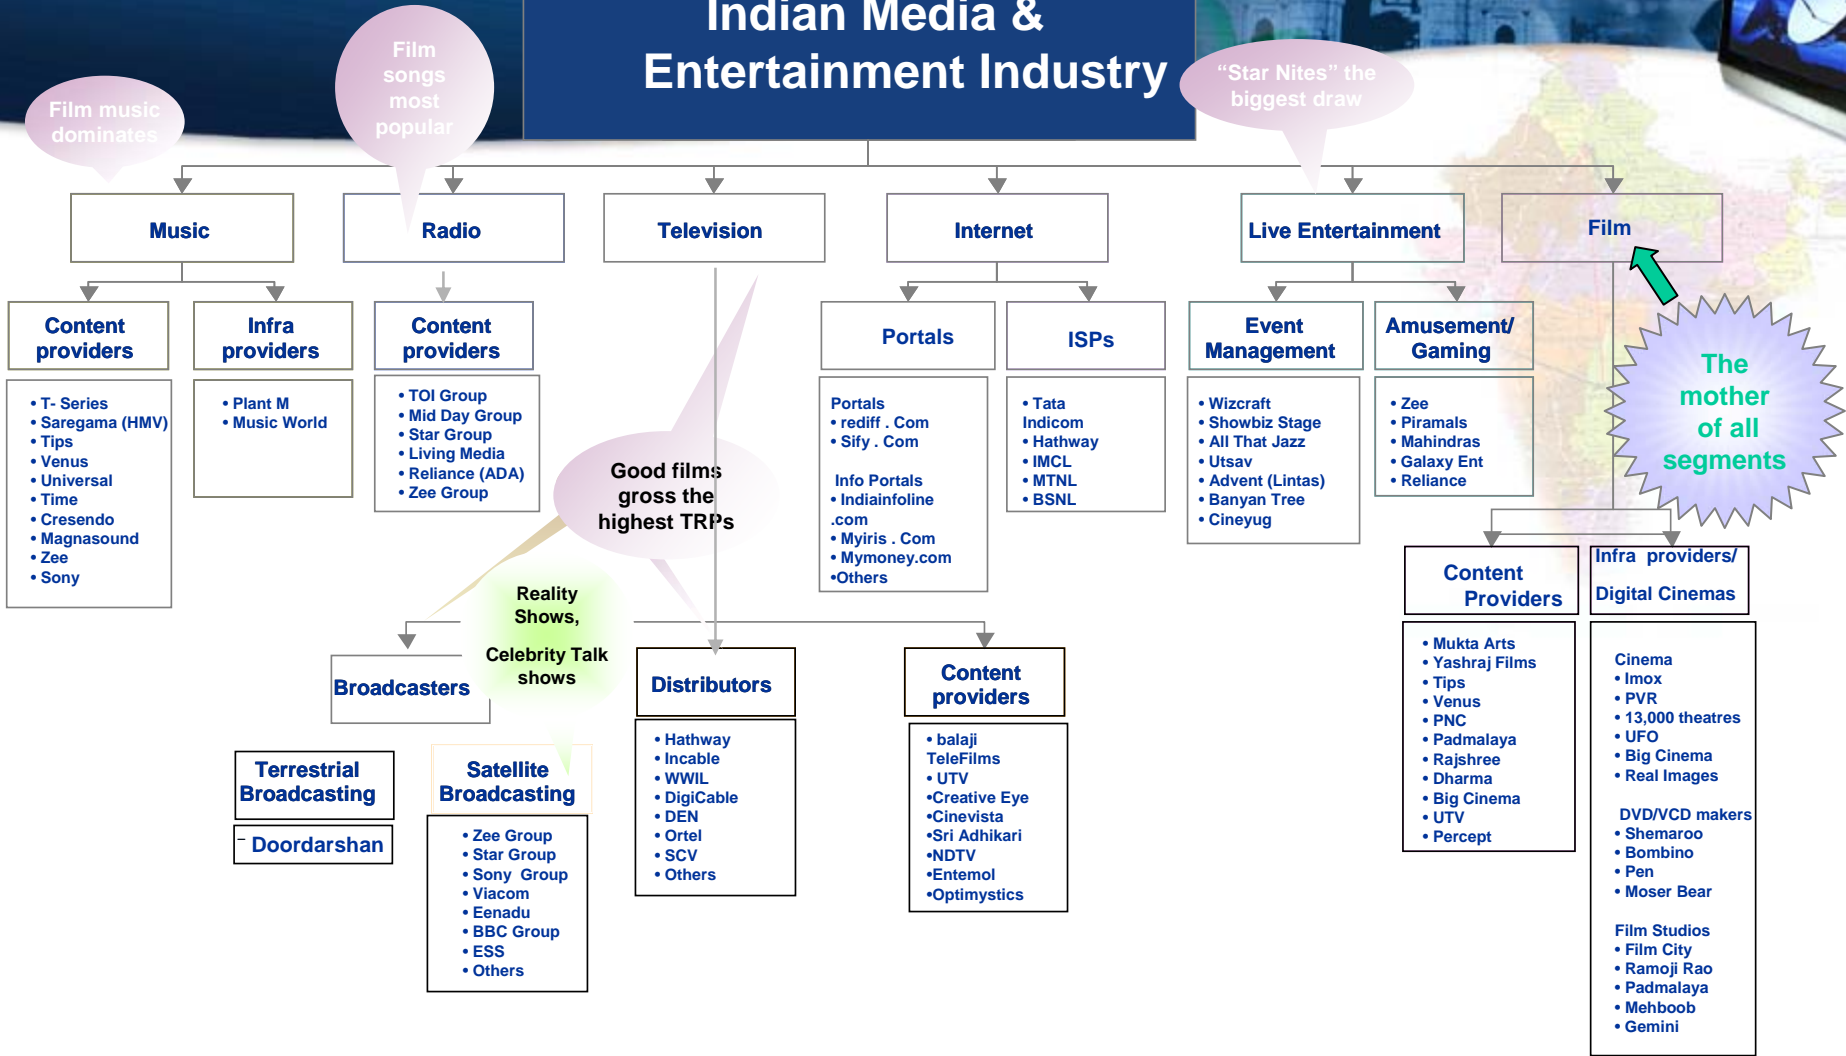 Indian Media &
Entertainment Industry
Film music
dominates
Film
songs
most
popular
“Star Nites” the
biggest draw
Music
Radio
Television
Internet
Live Entertainment
Film
The
mother
of all
segments
Content
providers
• T- Series
• Saregama (HMV)
• Tips
• Venus
• Universal
• Time
• Cresendo
• Magnasound
• Zee
• Sony
Infra
providers
• Plant M
• Music World
Content
providers
• TOI Group
• Mid Day Group
• Star Group
• Living Media
• Reliance (ADA)
• Zee Group
Good films
gross the
highest TRPs
Portals
Portals
• rediff . Com
• Sify . Com
Info Portals
• Indiainfoline
.com
• Myiris . Com
• Mymoney.com
•Others
ISPs
• Tata
Indicom
• Hathway
• IMCL
• MTNL
• BSNL
Event
Management
• Wizcraft
• Showbiz Stage
• All That Jazz
• Utsav
• Advent (Lintas)
• Banyan Tree
• Cineyug
Amusement/
Gaming
• Zee
• Piramals
• Mahindras
• Galaxy Ent
• Reliance
Reality
Shows,
Celebrity Talk
shows
Broadcasters
Terrestrial
Broadcasting
– Doordarshan
Satellite
Broadcasting
• Zee Group
• Star Group
• Sony  Group
• Viacom
• Eenadu
• BBC Group
• ESS
• Others
Distributors
• Hathway
• Incable
• WWIL
• DigiCable
• DEN
• Ortel
• SCV
• Others
Content
providers
• balaji
TeleFilms
• UTV
•Creative Eye
•Cinevista
•Sri Adhikari
•NDTV
•Entemol
•Optimystics
Content
Providers
• Mukta Arts
• Yashraj Films
• Tips
• Venus
• PNC
• Padmalaya
• Rajshree
• Dharma
• Big Cinema
• UTV
• Percept
Infra  providers/
Digital Cinemas
Cinema
• Imox
• PVR
• 13,000 theatres
• UFO
• Big Cinema
• Real Images
DVD/VCD makers
• Shemaroo
• Bombino
• Pen
• Moser Bear
Film Studios
• Film City
• Ramoji Rao
• Padmalaya
• Mehboob
• Gemini